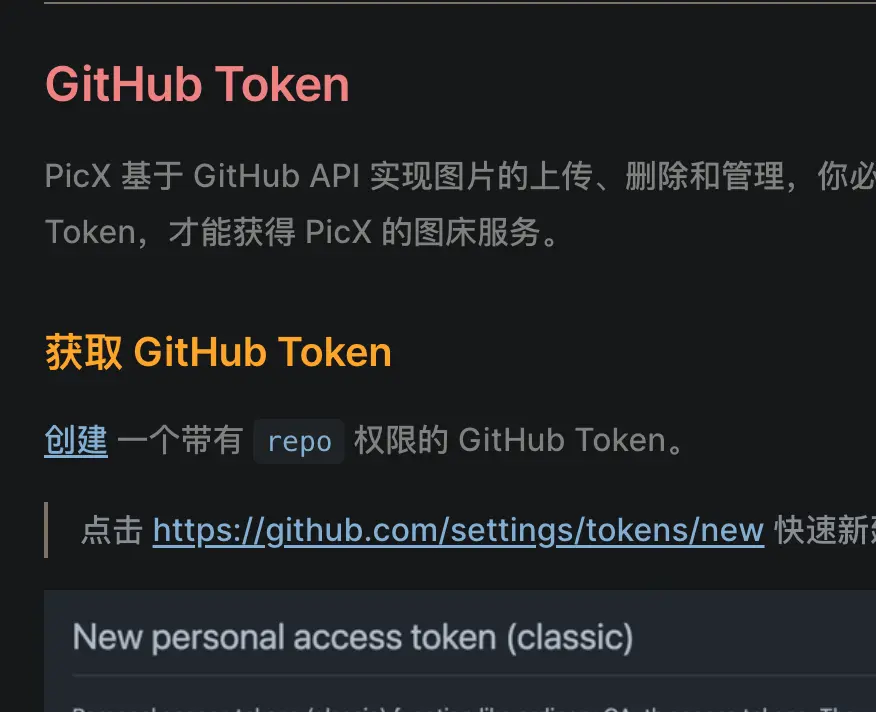 GitHub Token
PicX 基于 GitHub API 实现图片的上传、删除和管理，你必
Token，才能获得 PicX 的图床服务。
获取 GitHub Token
创建 一个带有 repo 权限的 GitHub Token。
点击 https://github.com/settings/tokens/new 快速新
New personal access token (classic)